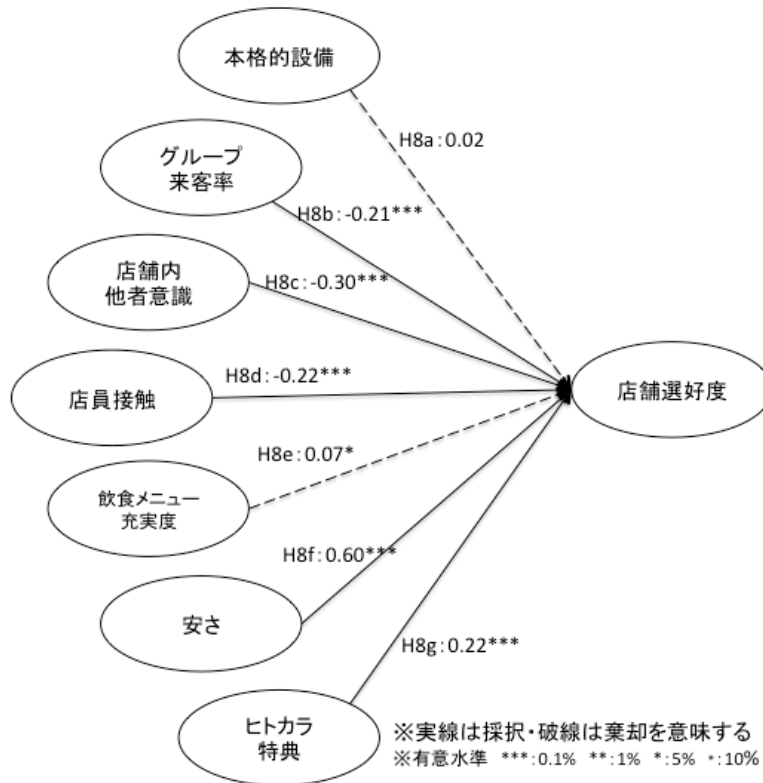 本格的設備
H8a：0.02
グループ
来客率
H8b：-0.21***
店舗内
他者意識
H8c：-0.30***
店員接触
H8d：-0.22***
店舗選好度
H8e：0.07*
飲食メニュー
充実度
H8f：0.60***
安さ
H8g：0.22***
ヒトカラ
特典
※実線は採択・破線は棄却を意味する
※有意水準 ***：0.1% **：1% *：5% *：10%